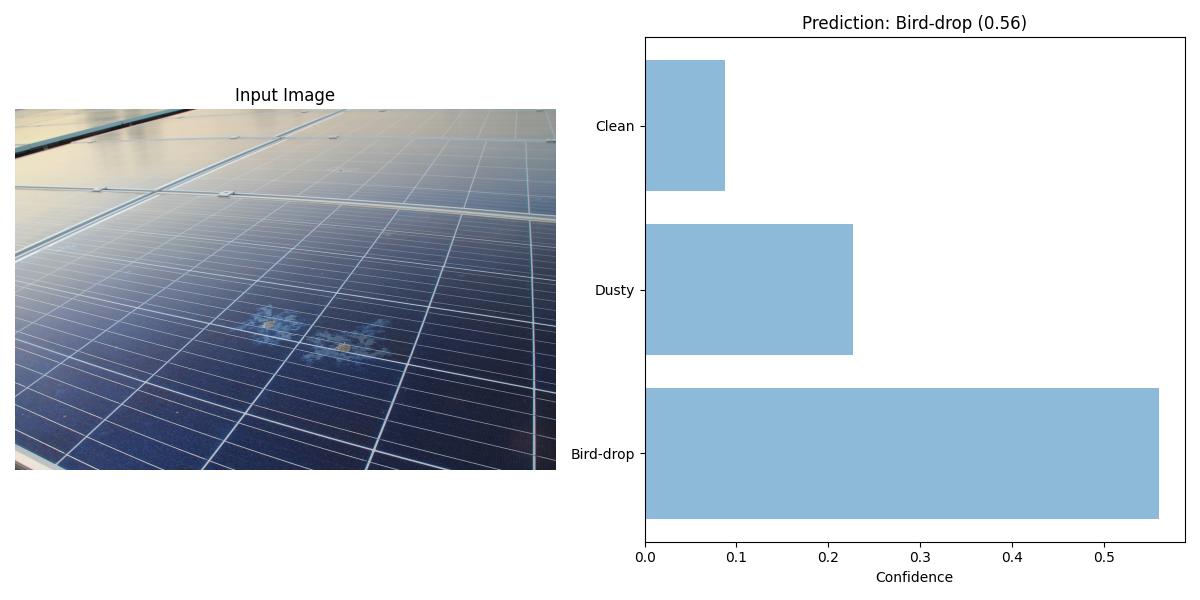 Input Image
Prediction: Bird-drop (0.56)
Clean
Dusty
Bird-drop
0.0 0.1 0.2 0.3 0.4 0.5
Confidence